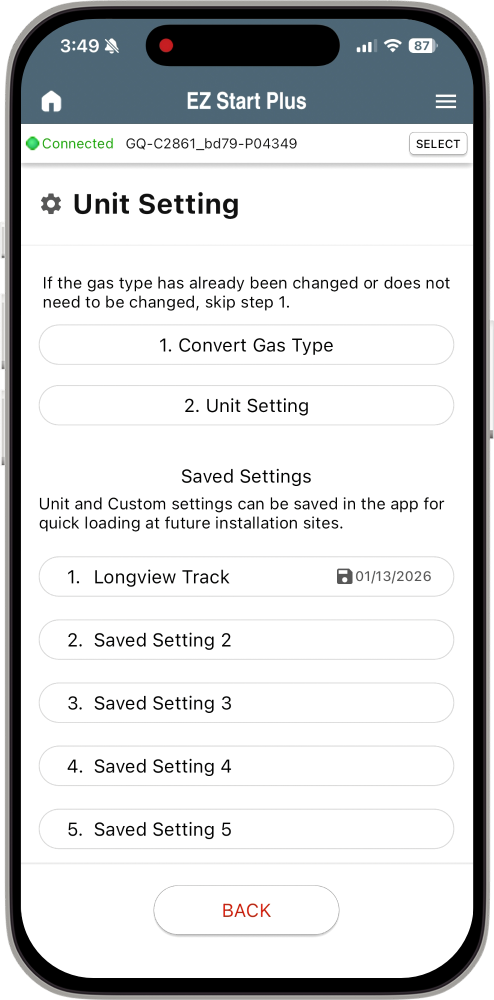 3:49
87
EZ Start Plus
Connected GQ-C2861_bd79-P04349 SELECT
Unit Setting
If the gas type has already been changed or does not
need to be changed, skip step 1.
1. Convert Gas Type
2. Unit Setting
Saved Settings
Unit and Custom settings can be saved in the app for
quick loading at future installation sites.
1. Longview Track 01/13/2026
2. Saved Setting 2
3. Saved Setting 3
4. Saved Setting 4
5. Saved Setting 5
BACK